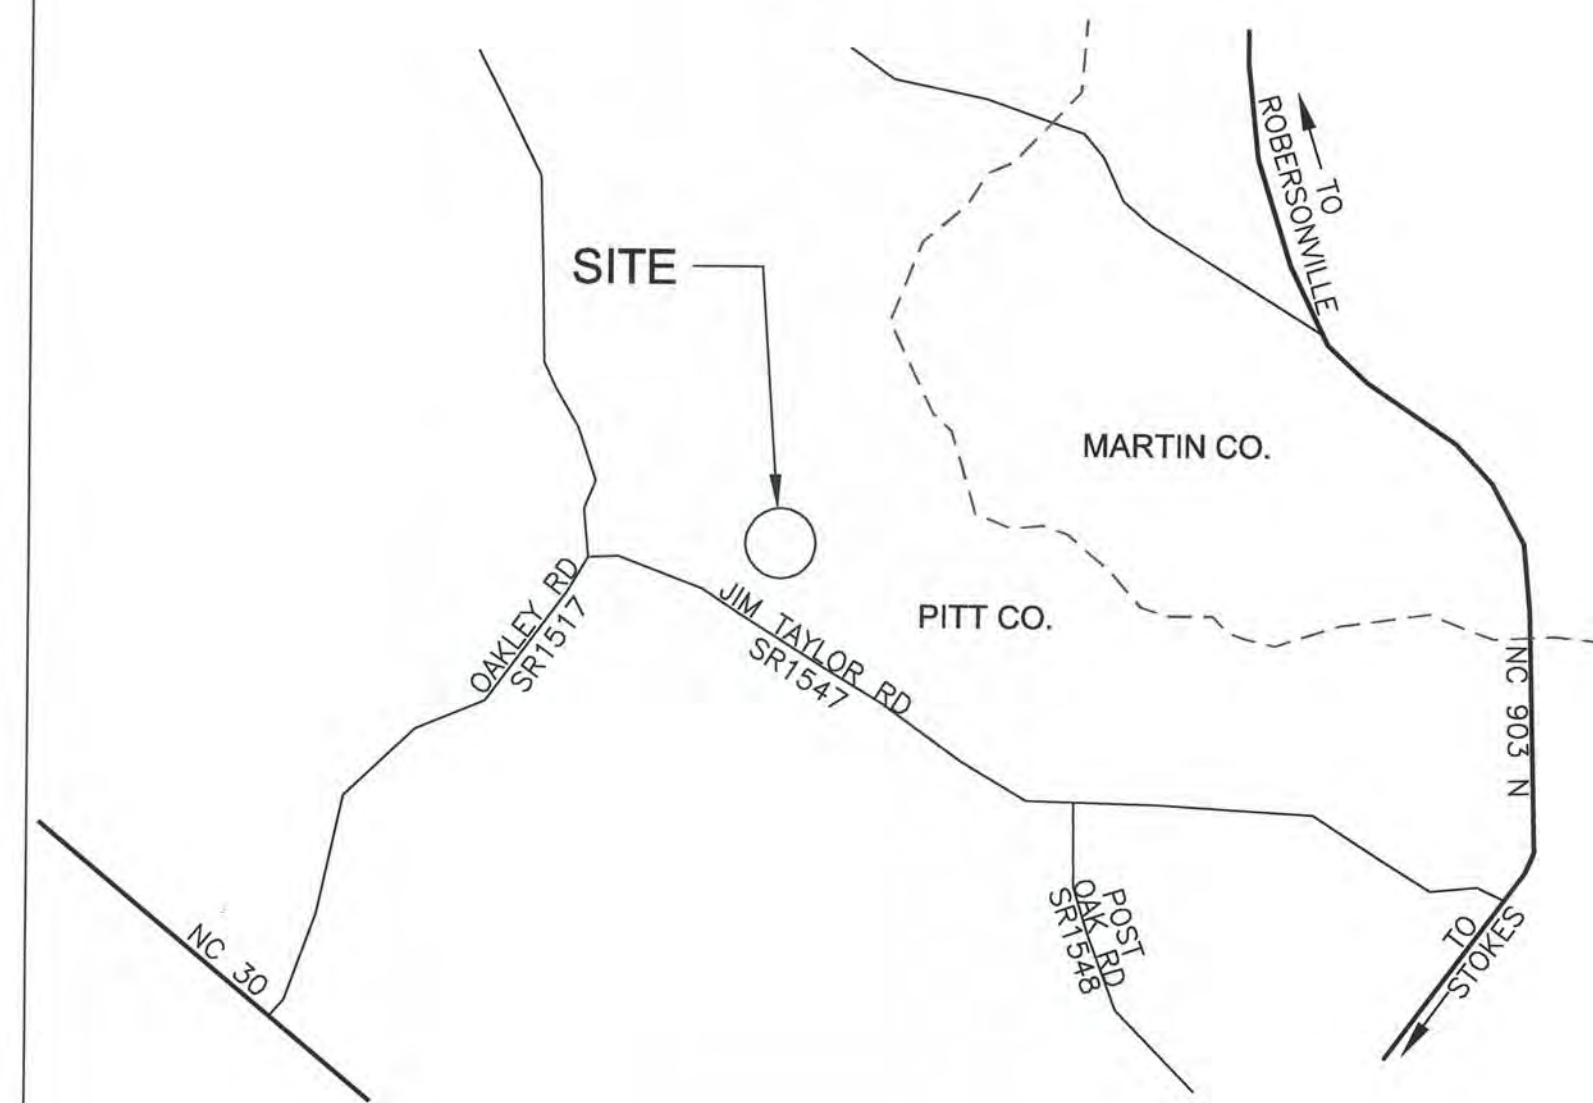 TO
ROBERSONVILLE
SITE
MARTIN CO.
PITT CO.
OAKLEY RD
SR1517
JIM TAYLOR RD
SR1547
NC 903 N
POST
OAK RD
SR1548
TO
STOKES
NC 30